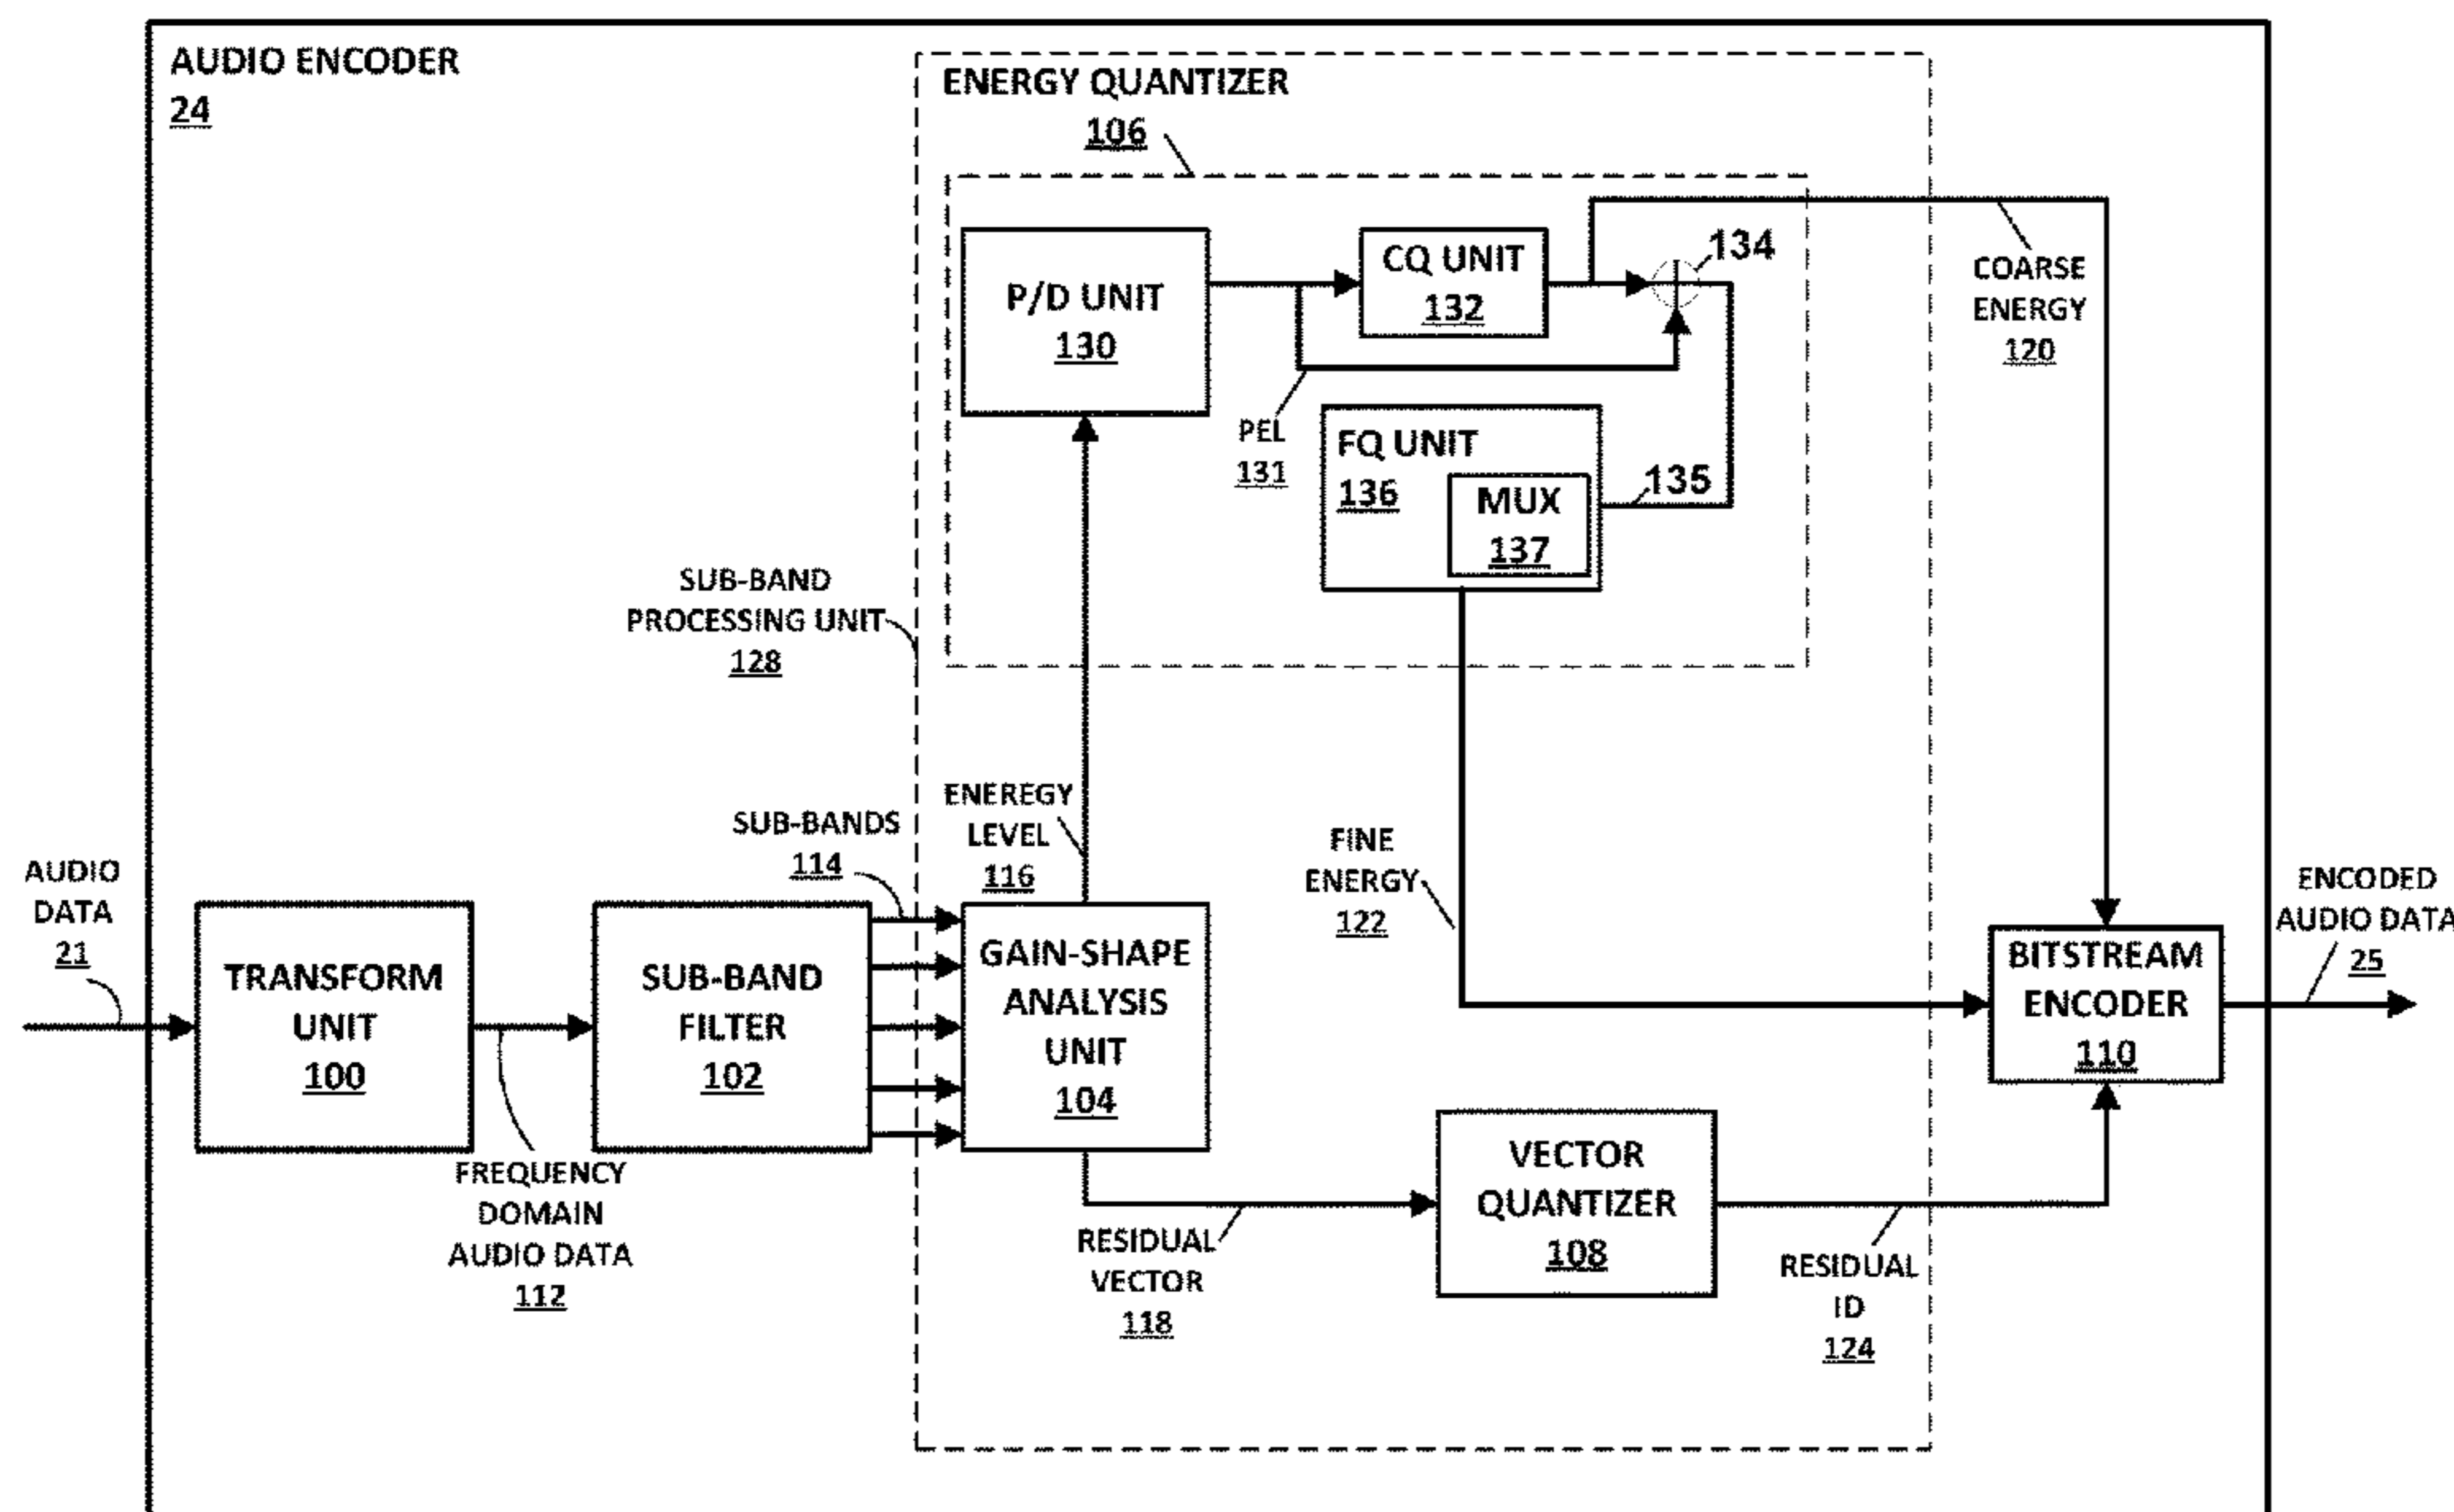 AUDIO ENCODER
24
ENERGY QUANTIZER
106
P/D UNIT
130
CQ UNIT
132
134
COARSE
ENERGY
120
PEL
131
FQ UNIT
136
MUX
137
135
SUB-BAND
PROCESSING UNIT
128
SUB-BANDS
114
ENEREGY
LEVEL
116
FINE
ENERGY
122
AUDIO
DATA
21
TRANSFORM
UNIT
100
SUB-BAND
FILTER
102
GAIN-SHAPE
ANALYSIS
UNIT
104
BITSTREAM
ENCODER
110
ENCODED
AUDIO DATA
25
FREQUENCY
DOMAIN
AUDIO DATA
112
RESIDUAL
VECTOR
118
VECTOR
QUANTIZER
108
RESIDUAL
ID
124